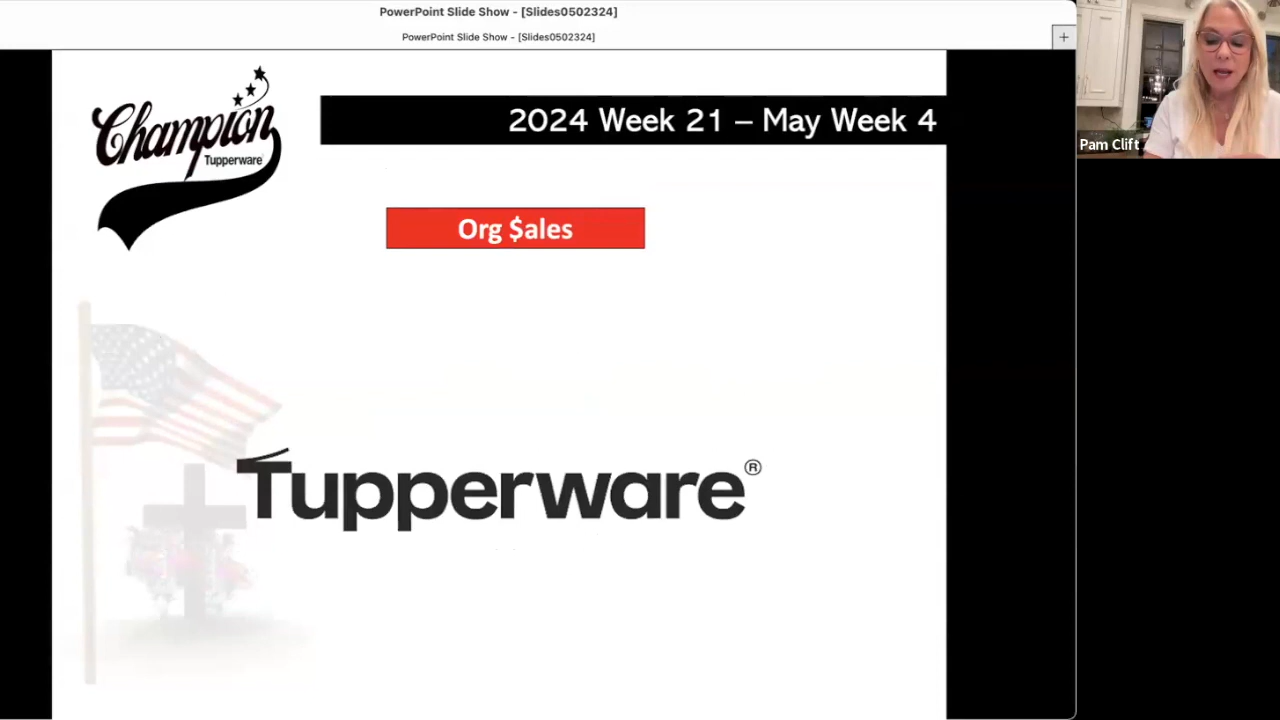 PowerPoint Slide Show - [Slides0502324]
PowerPoint Slide Show - [Slides0502324]
+
Champion
Tupperware
2024 Week 21 – May Week 4
Pam Clift
Org $ales
Tupperware®